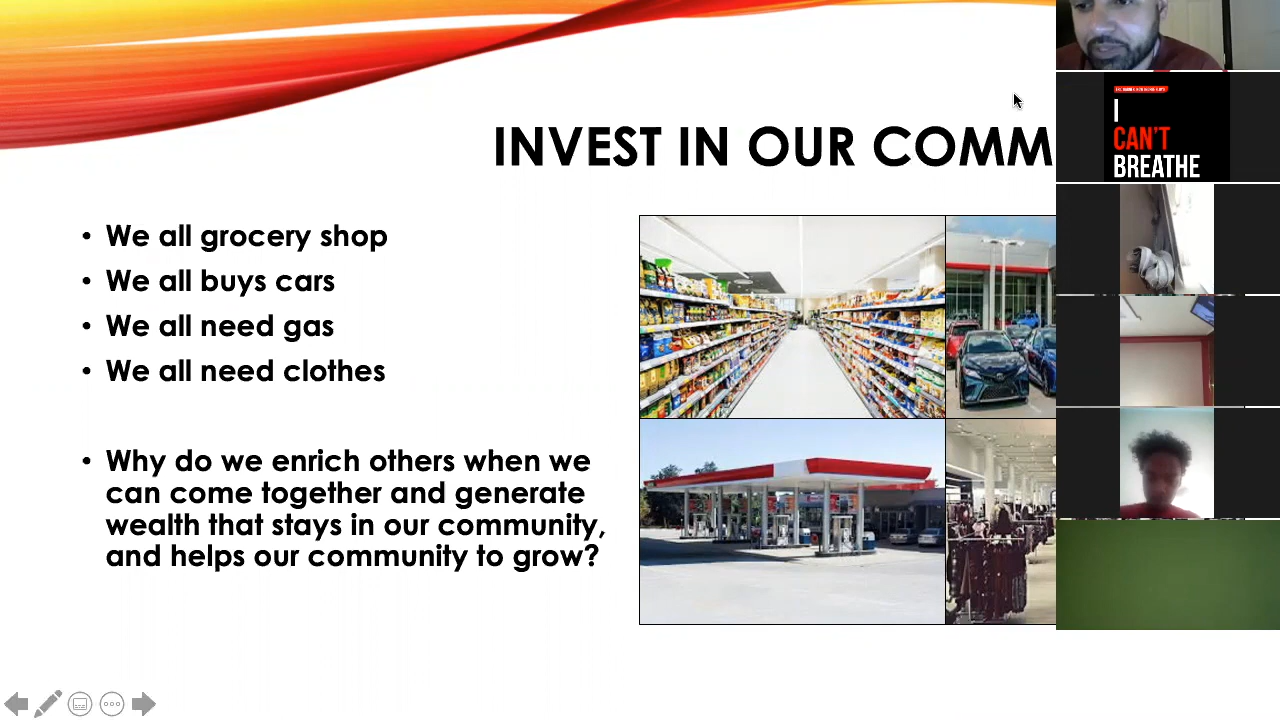 INVEST IN OUR COMM
We all grocery shop
We all buys cars
We all need gas
We all need clothes
Why do we enrich others when we
can come together and generate
wealth that stays in our community,
and helps our community to grow?
I
CAN'T
BREATHE